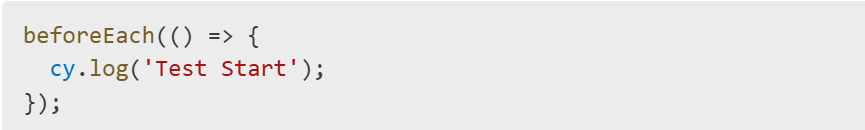 beforeEach(() => {
  cy.log('Test Start');
});